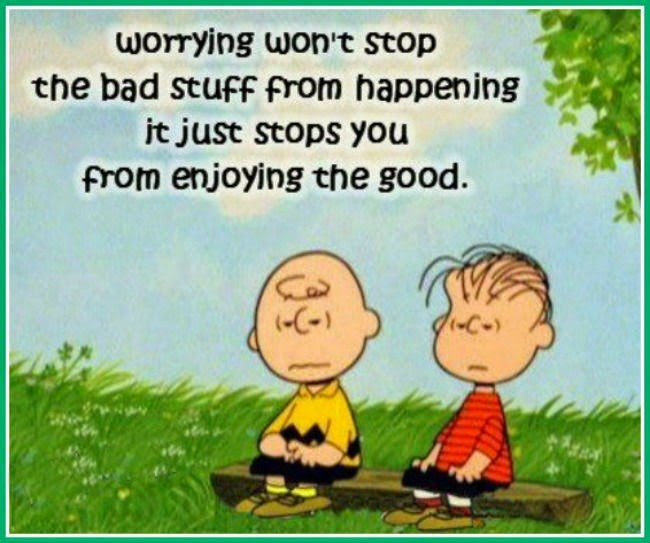 worrying won't stop
the bad stuff from happening
it just stops you
from enjoying the good.